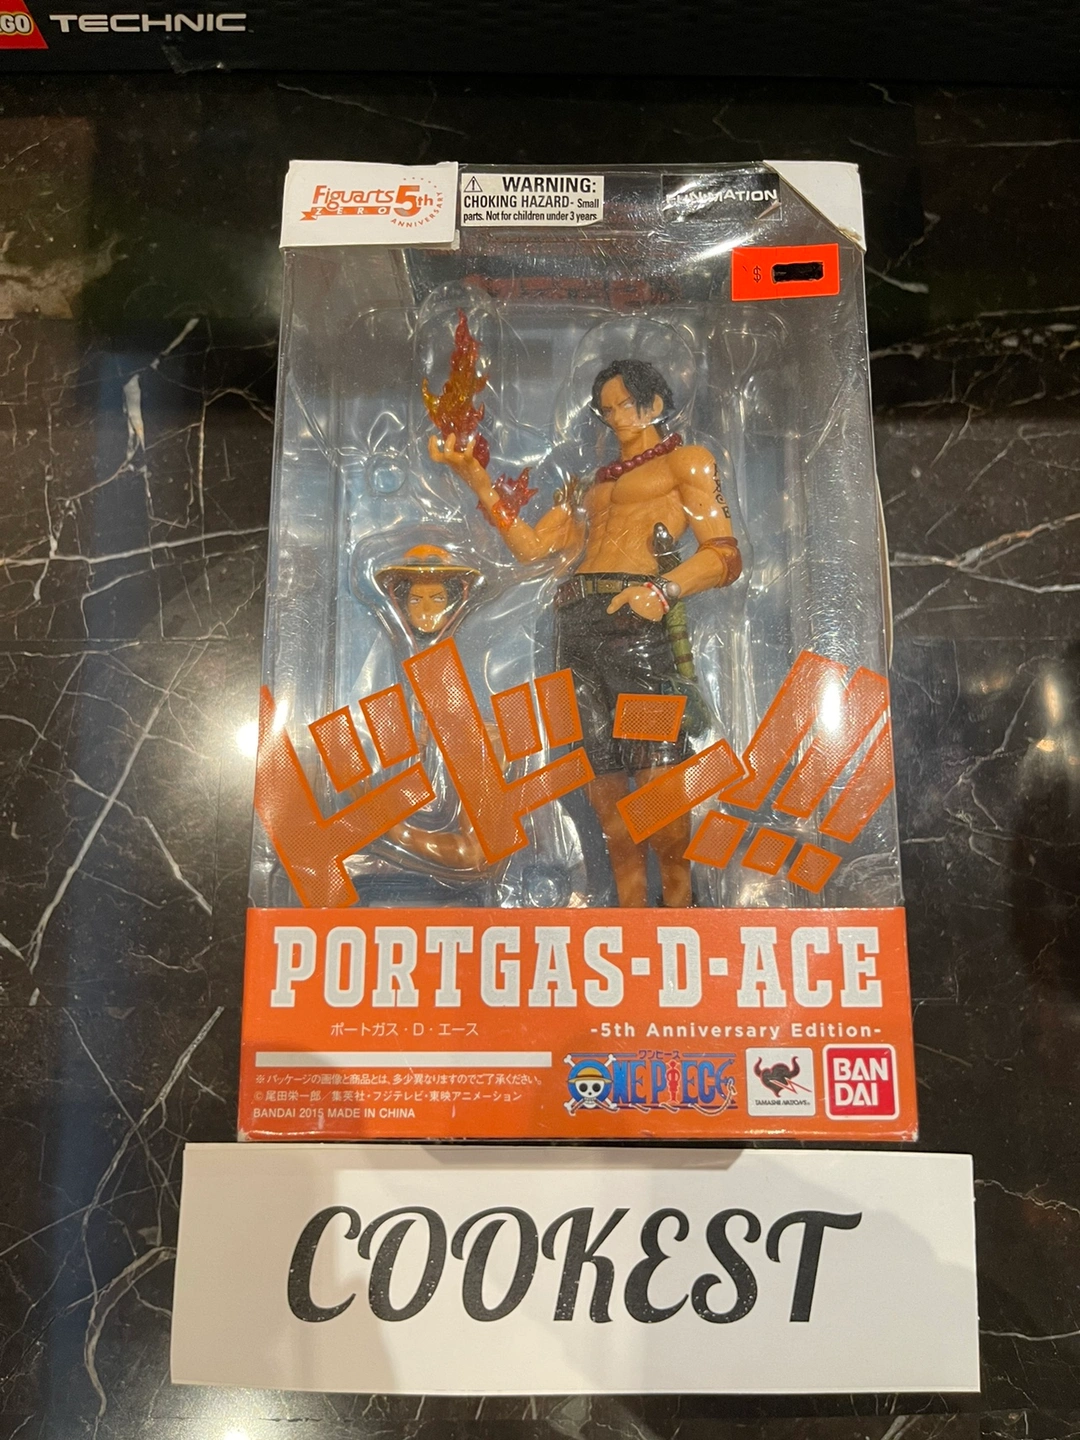 LEGO TECHNIC
Figuarts
ZERO
5th
ANNIVERSARY
WARNING:
CHOKING HAZARD- Small
parts. Not for children under 3 years
FUNIMATION
$
ドドン!!!
PORTGAS·D·ACE
ポートガス・D・エース
-5th Anniversary Edition-
※パッケージの画像と商品とは、多少異なりますのでご了承ください。
©尾田栄一郎/集英社・フジテレビ・東映アニメーション
BANDAI 2015 MADE IN CHINA
ワンピース
ONE PIECE
TAMASHII NATIONS
BAN
DAI
COOKEST